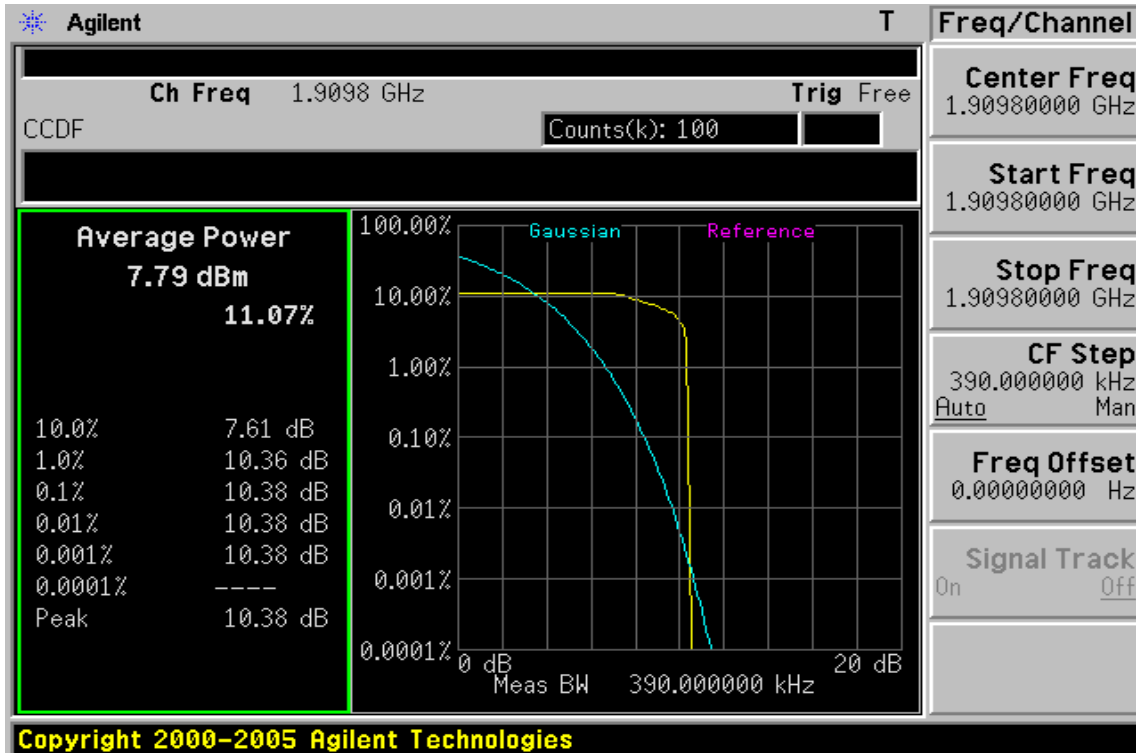 Agilent T
Freq/Channel
Ch Freq 1.9098 GHz Trig Free
CCDF Counts(k): 100
Average Power
7.79 dBm
11.07%
10.0% 7.61 dB
1.0% 10.36 dB
0.1% 10.38 dB
0.01% 10.38 dB
0.001% 10.38 dB
0.0001% ----
Peak 10.38 dB
Gaussian Reference
100.00%
10.00%
1.00%
0.10%
0.01%
0.001%
0.0001%
0 dB 20 dB
Meas BW 390.000000 kHz
Center Freq
1.90980000 GHz
Start Freq
1.90980000 GHz
Stop Freq
1.90980000 GHz
CF Step
390.000000 kHz
Auto Man
Freq Offset
0.00000000 Hz
Signal Track
On Off
Copyright 2000-2005 Agilent Technologies